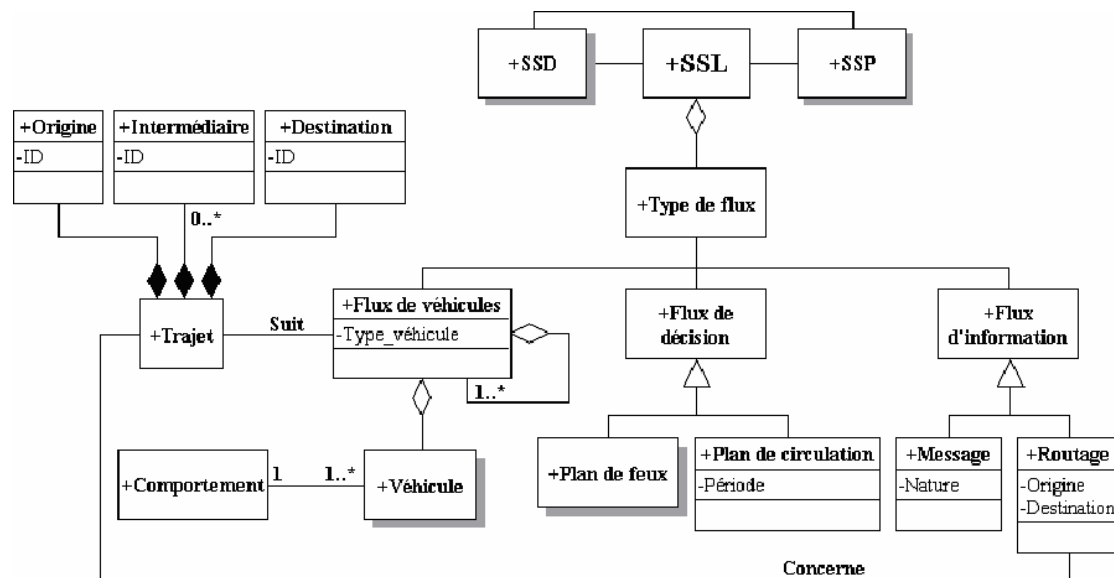 +SSD
+SSL
+SSP
+Origine
-ID
+Intermédiaire
-ID
+Destination
-ID
0..*
+Type de flux
+Trajet
Suit
+Flux de véhicules
-Type_véhicule
1..*
+Flux de
décision
+Flux
d'information
+Comportement
1
1..*
+Véhicule
+Plan de feux
+Plan de circulation
-Période
+Message
-Nature
+Routage
-Origine
-Destination
Concerne